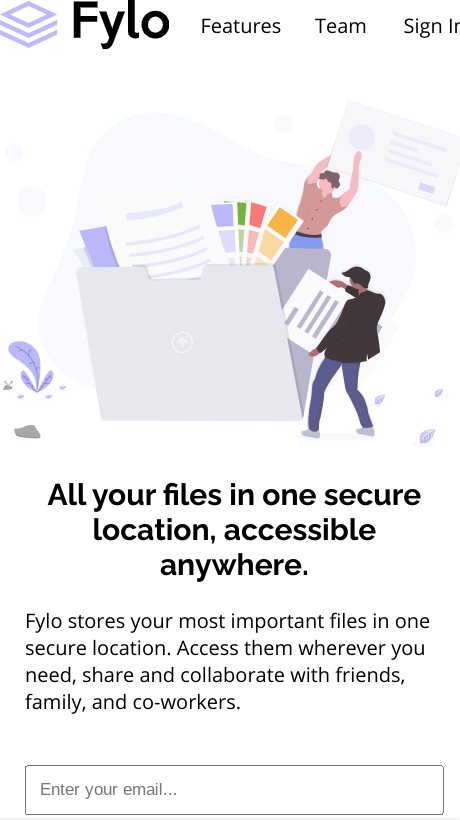 Fylo Features Team Sign In
All your files in one secure
location, accessible
anywhere.
Fylo stores your most important files in one
secure location. Access them wherever you
need, share and collaborate with friends,
family, and co-workers.
Enter your email...